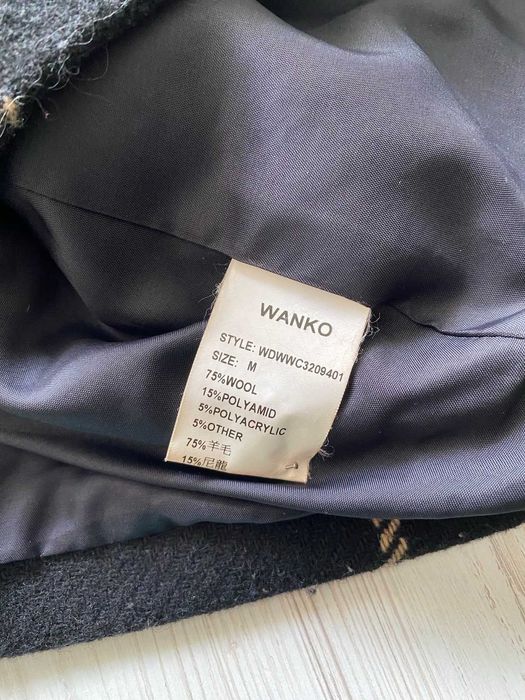 WANKO
STYLE: WDWWC3209401
SIZE: M
75%WOOL
15%POLYAMID
5%POLYACRYLIC
5%OTHER
75%羊毛
15%尼龍